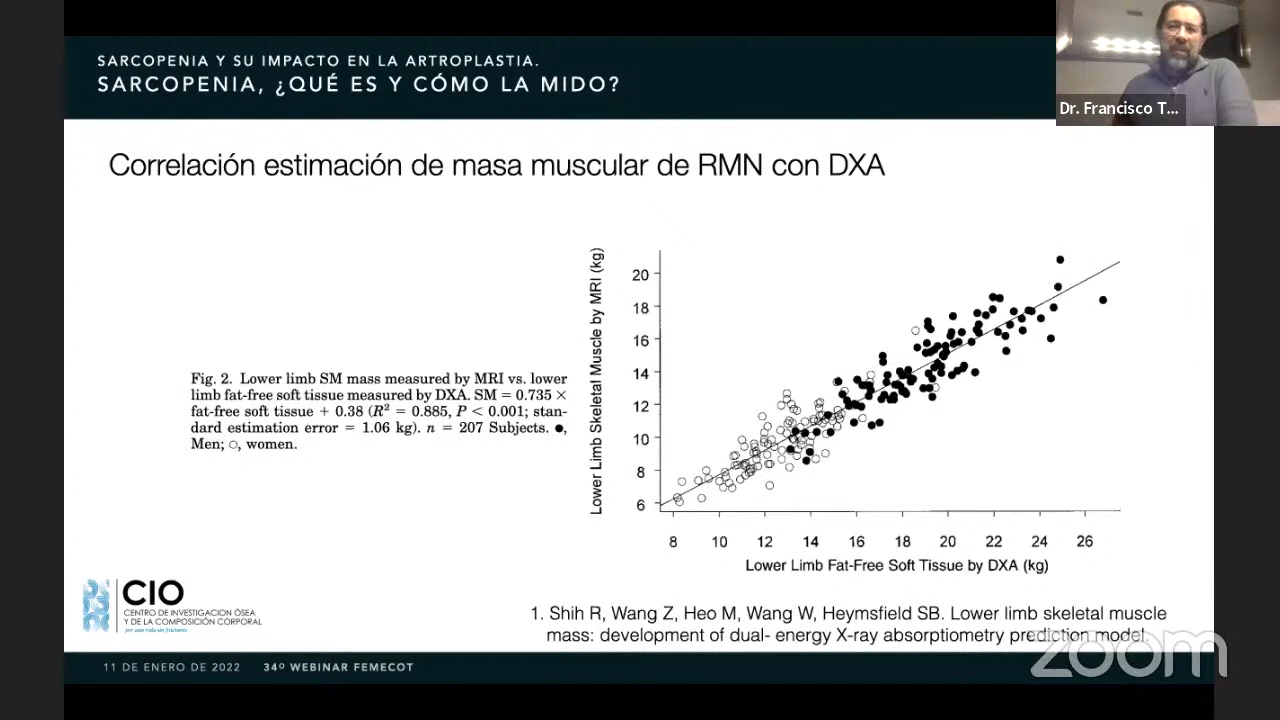 SARCOPENIA Y SU IMPACTO EN LA ARTROPLASTIA.
SARCOPENIA, ¿QUÉ ES Y CÓMO LA MIDO?
Dr. Francisco T...
Correlación estimación de masa muscular de RMN con DXA
Fig. 2. Lower limb SM mass measured by MRI vs. lower
limb fat-free soft tissue measured by DXA. SM = 0.735 ×
fat-free soft tissue + 0.38 (R² = 0.885, P < 0.001; stan-
dard estimation error = 1.06 kg). n = 207 Subjects. ●,
Men; ○, women.
Lower Limb Skeletal Muscle by MRI (kg)
20
18
16
14
12
10
8
6
8 10 12 14 16 18 20 22 24 26
Lower Limb Fat-Free Soft Tissue by DXA (kg)
CIO
CENTRO DE INVESTIGACION ÓSEA
Y DE LA COMPOSICIÓN CORPORAL
por una vida sin fracturas
1. Shih R, Wang Z, Heo M, Wang W, Heymsfield SB. Lower limb skeletal muscle
mass: development of dual- energy X-ray absorptiometry prediction model.
zoom
11 DE ENERO DE 2022 34º WEBINAR FEMECOT